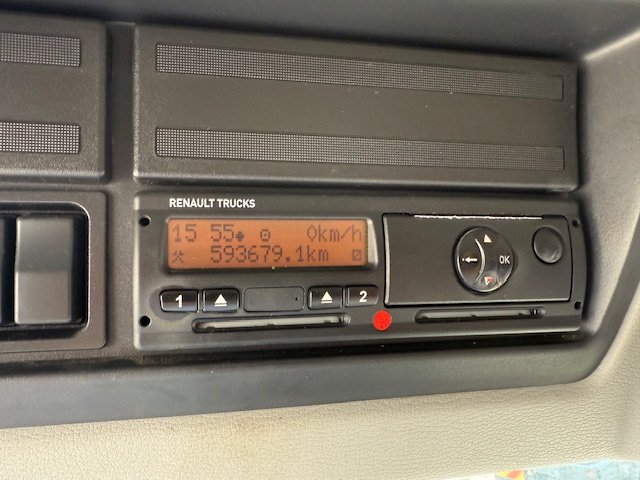 RENAULT TRUCKS
15 55 0km/h
593679.1km
1 2
OK